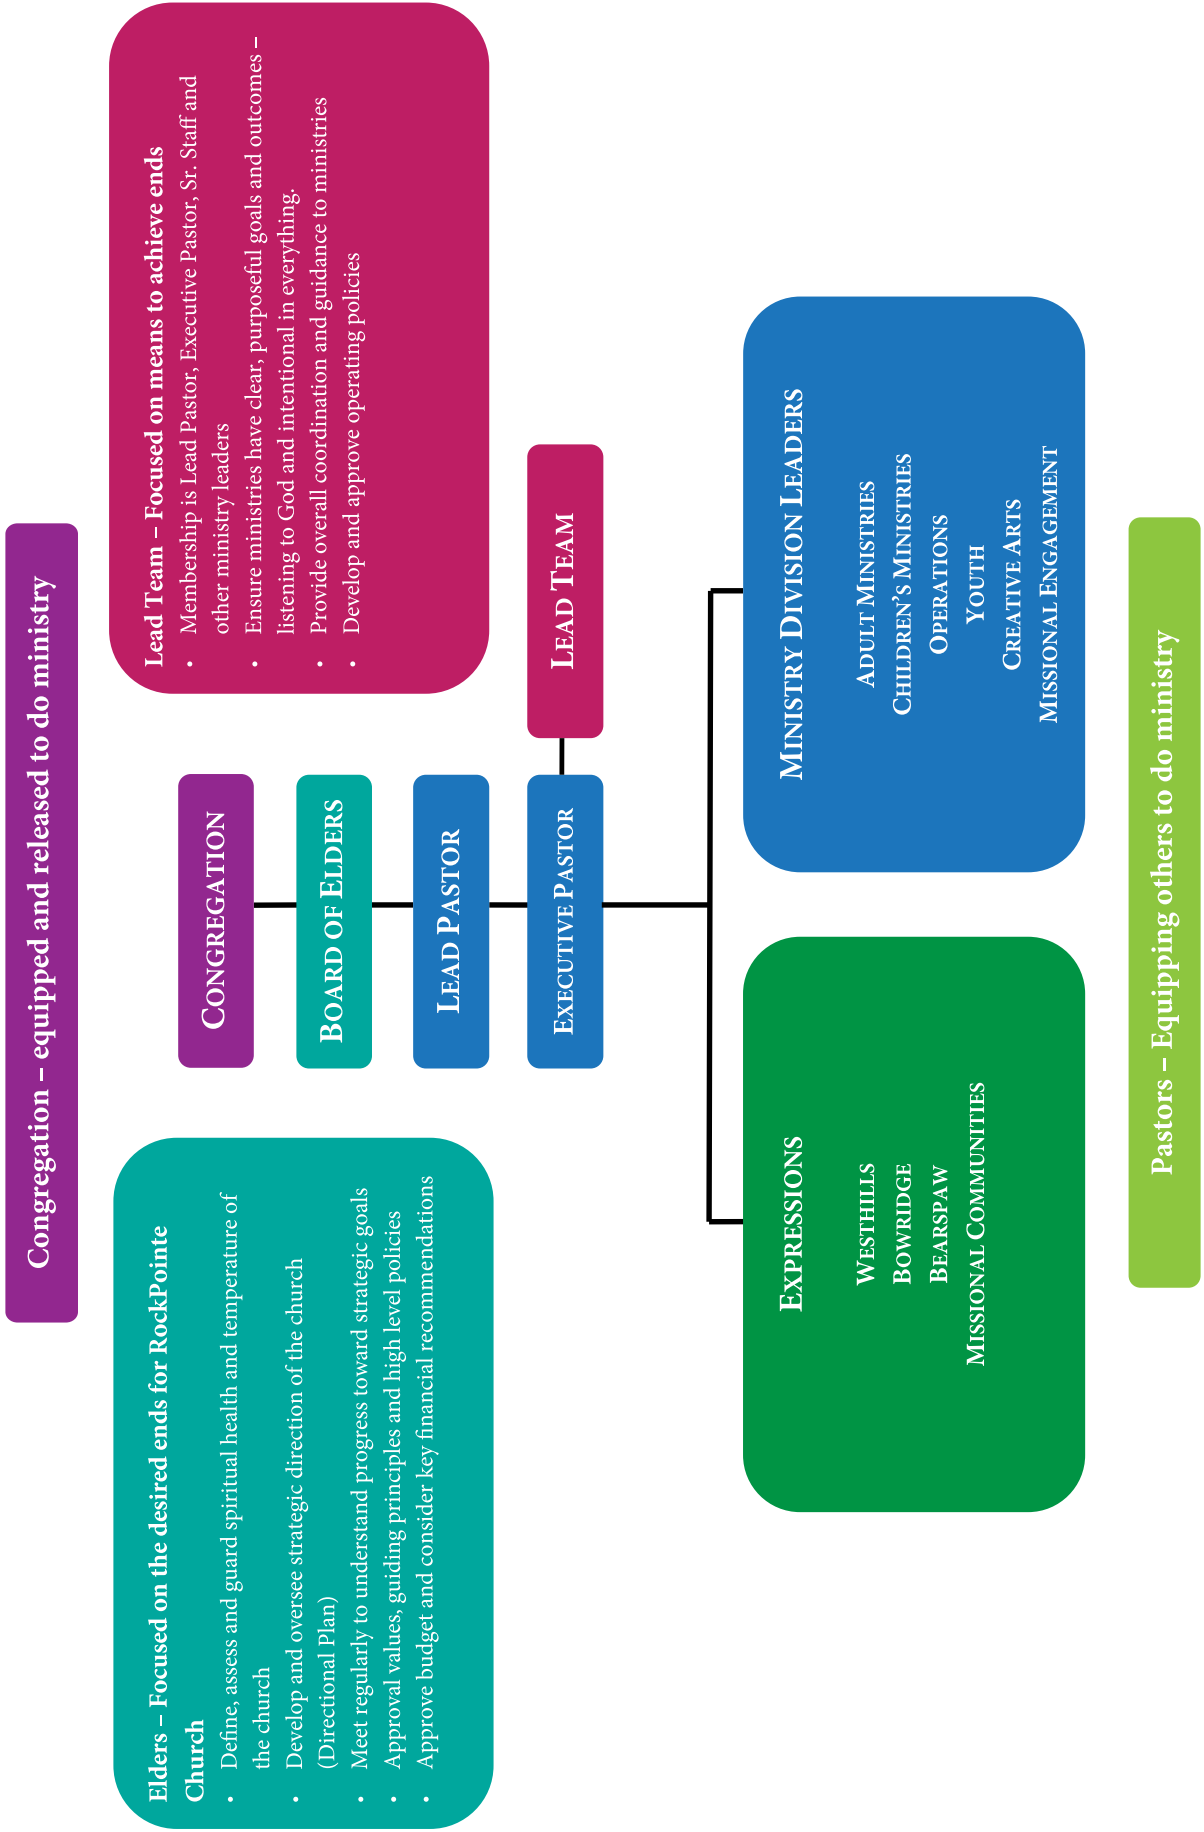 Congregation – equipped and released to do ministry
Elders – Focused on the desired ends for RockPointe
Church
• Define, assess and guard spiritual health and temperature of
the church
• Develop and oversee strategic direction of the church
(Directional Plan)
• Meet regularly to understand progress toward strategic goals
• Approval values, guiding principles and high level policies
• Approve budget and consider key financial recommendations
CONGREGATION
BOARD OF ELDERS
LEAD PASTOR
EXECUTIVE PASTOR
Lead Team – Focused on means to achieve ends
• Membership is Lead Pastor, Executive Pastor, Sr. Staff and
other ministry leaders
• Ensure ministries have clear, purposeful goals and outcomes –
listening to God and intentional in everything.
• Provide overall coordination and guidance to ministries
• Develop and approve operating policies
LEAD TEAM
EXPRESSIONS
WESTHILLS
BOWRIDGE
BEARSPAW
MISSIONAL COMMUNITIES
MINISTRY DIVISION LEADERS
ADULT MINISTRIES
CHILDREN’S MINISTRIES
OPERATIONS
YOUTH
CREATIVE ARTS
MISSIONAL ENGAGEMENT
Pastors – Equipping others to do ministry